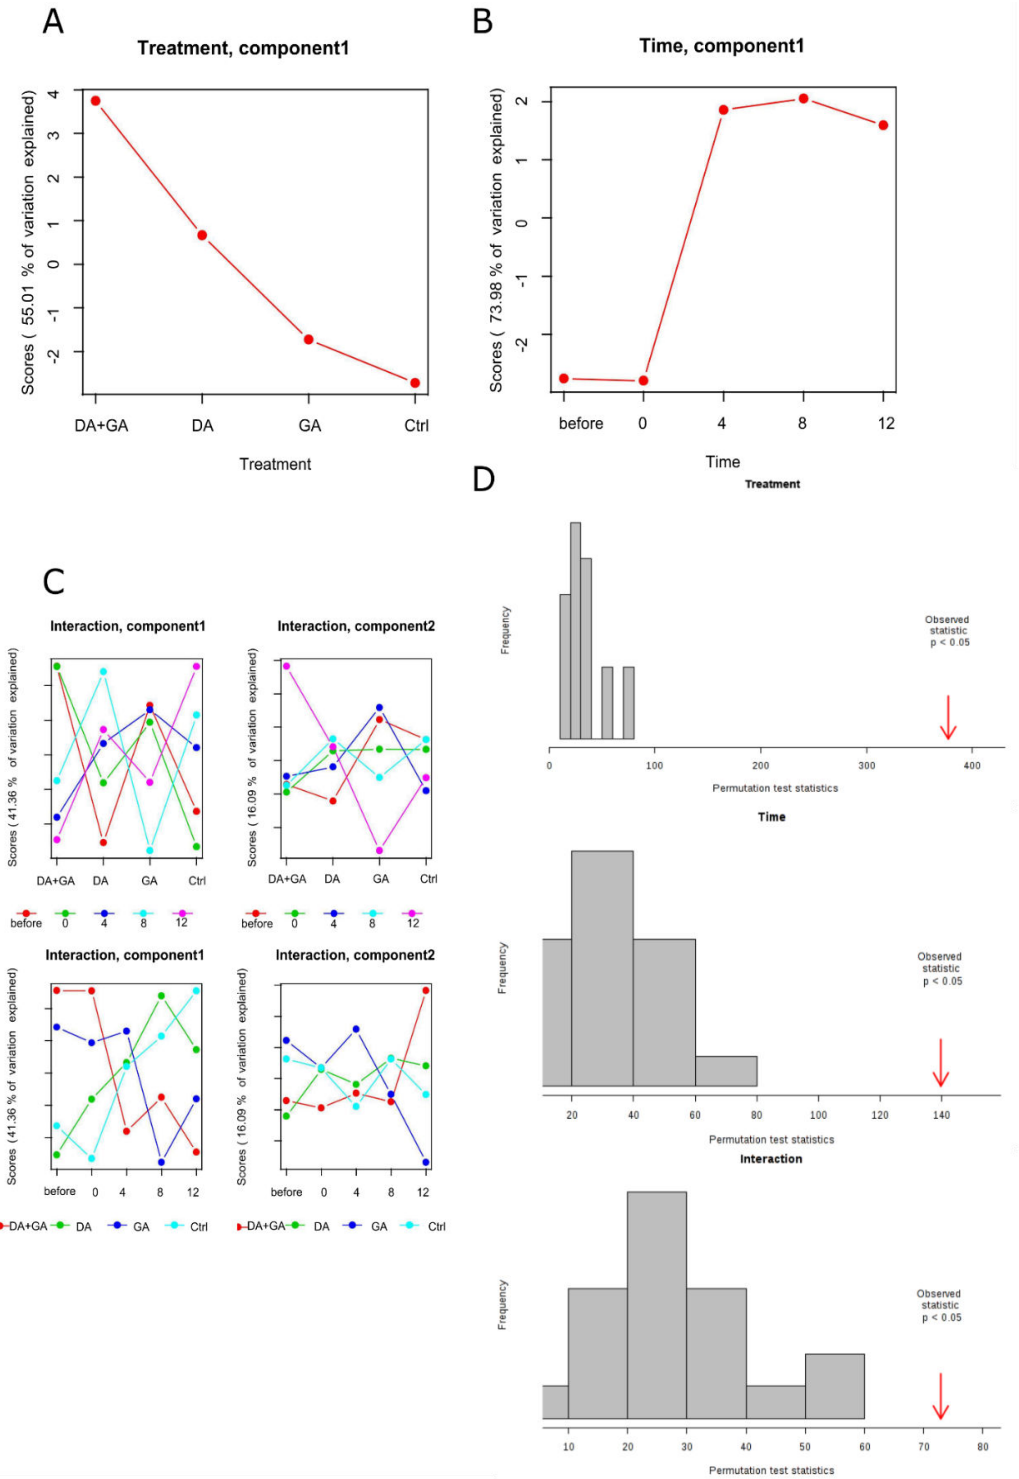 A
Treatment, component1
Scores ( 55.01 % of variation explained)
4
3
2
1
0
-1
-2
DA+GA DA GA Ctrl
Treatment
B
Time, component1
Scores ( 73.98 % of variation explained)
2
1
0
-1
-2
before 0 4 8 12
Time
C
Interaction, component1
Scores ( 41.36 % of variation explained)
DA+GA DA GA Ctrl
before 0 4 8 12
Interaction, component2
Scores ( 16.09 % of variation explained)
DA+GA DA GA Ctrl
before 0 4 8 12
Interaction, component1
Scores ( 41.36 % of variation explained)
before 0 4 8 12
DA+GA DA GA Ctrl
Interaction, component2
Scores ( 16.09 % of variation explained)
before 0 4 8 12
DA+GA DA GA Ctrl
D
Treatment
Frequency
Observed
statistic
p < 0.05
0 100 200 300 400
Permutation test statistics
Time
Frequency
Observed
statistic
p < 0.05
20 40 60 80 100 120 140
Permutation test statistics
Interaction
Frequency
Observed
statistic
p < 0.05
10 20 30 40 50 60 70 80
Permutation test statistics